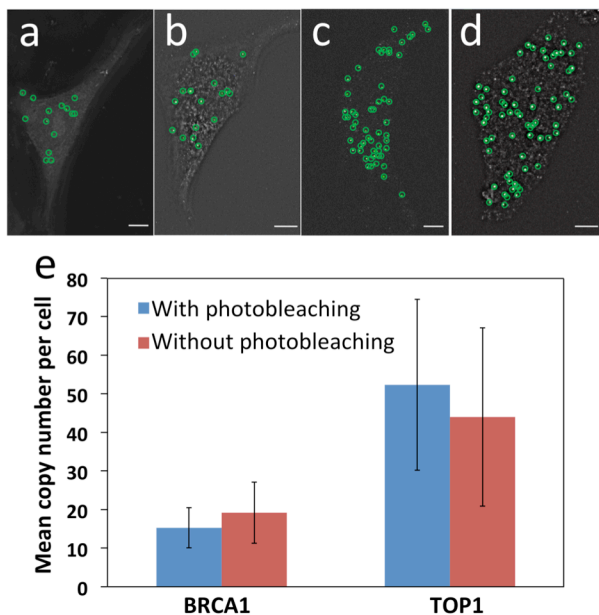 a b c d
e
80
70
60
50
40
30
20
10
0
Mean copy number per cell
With photobleaching
Without photobleaching
BRCA1 TOP1